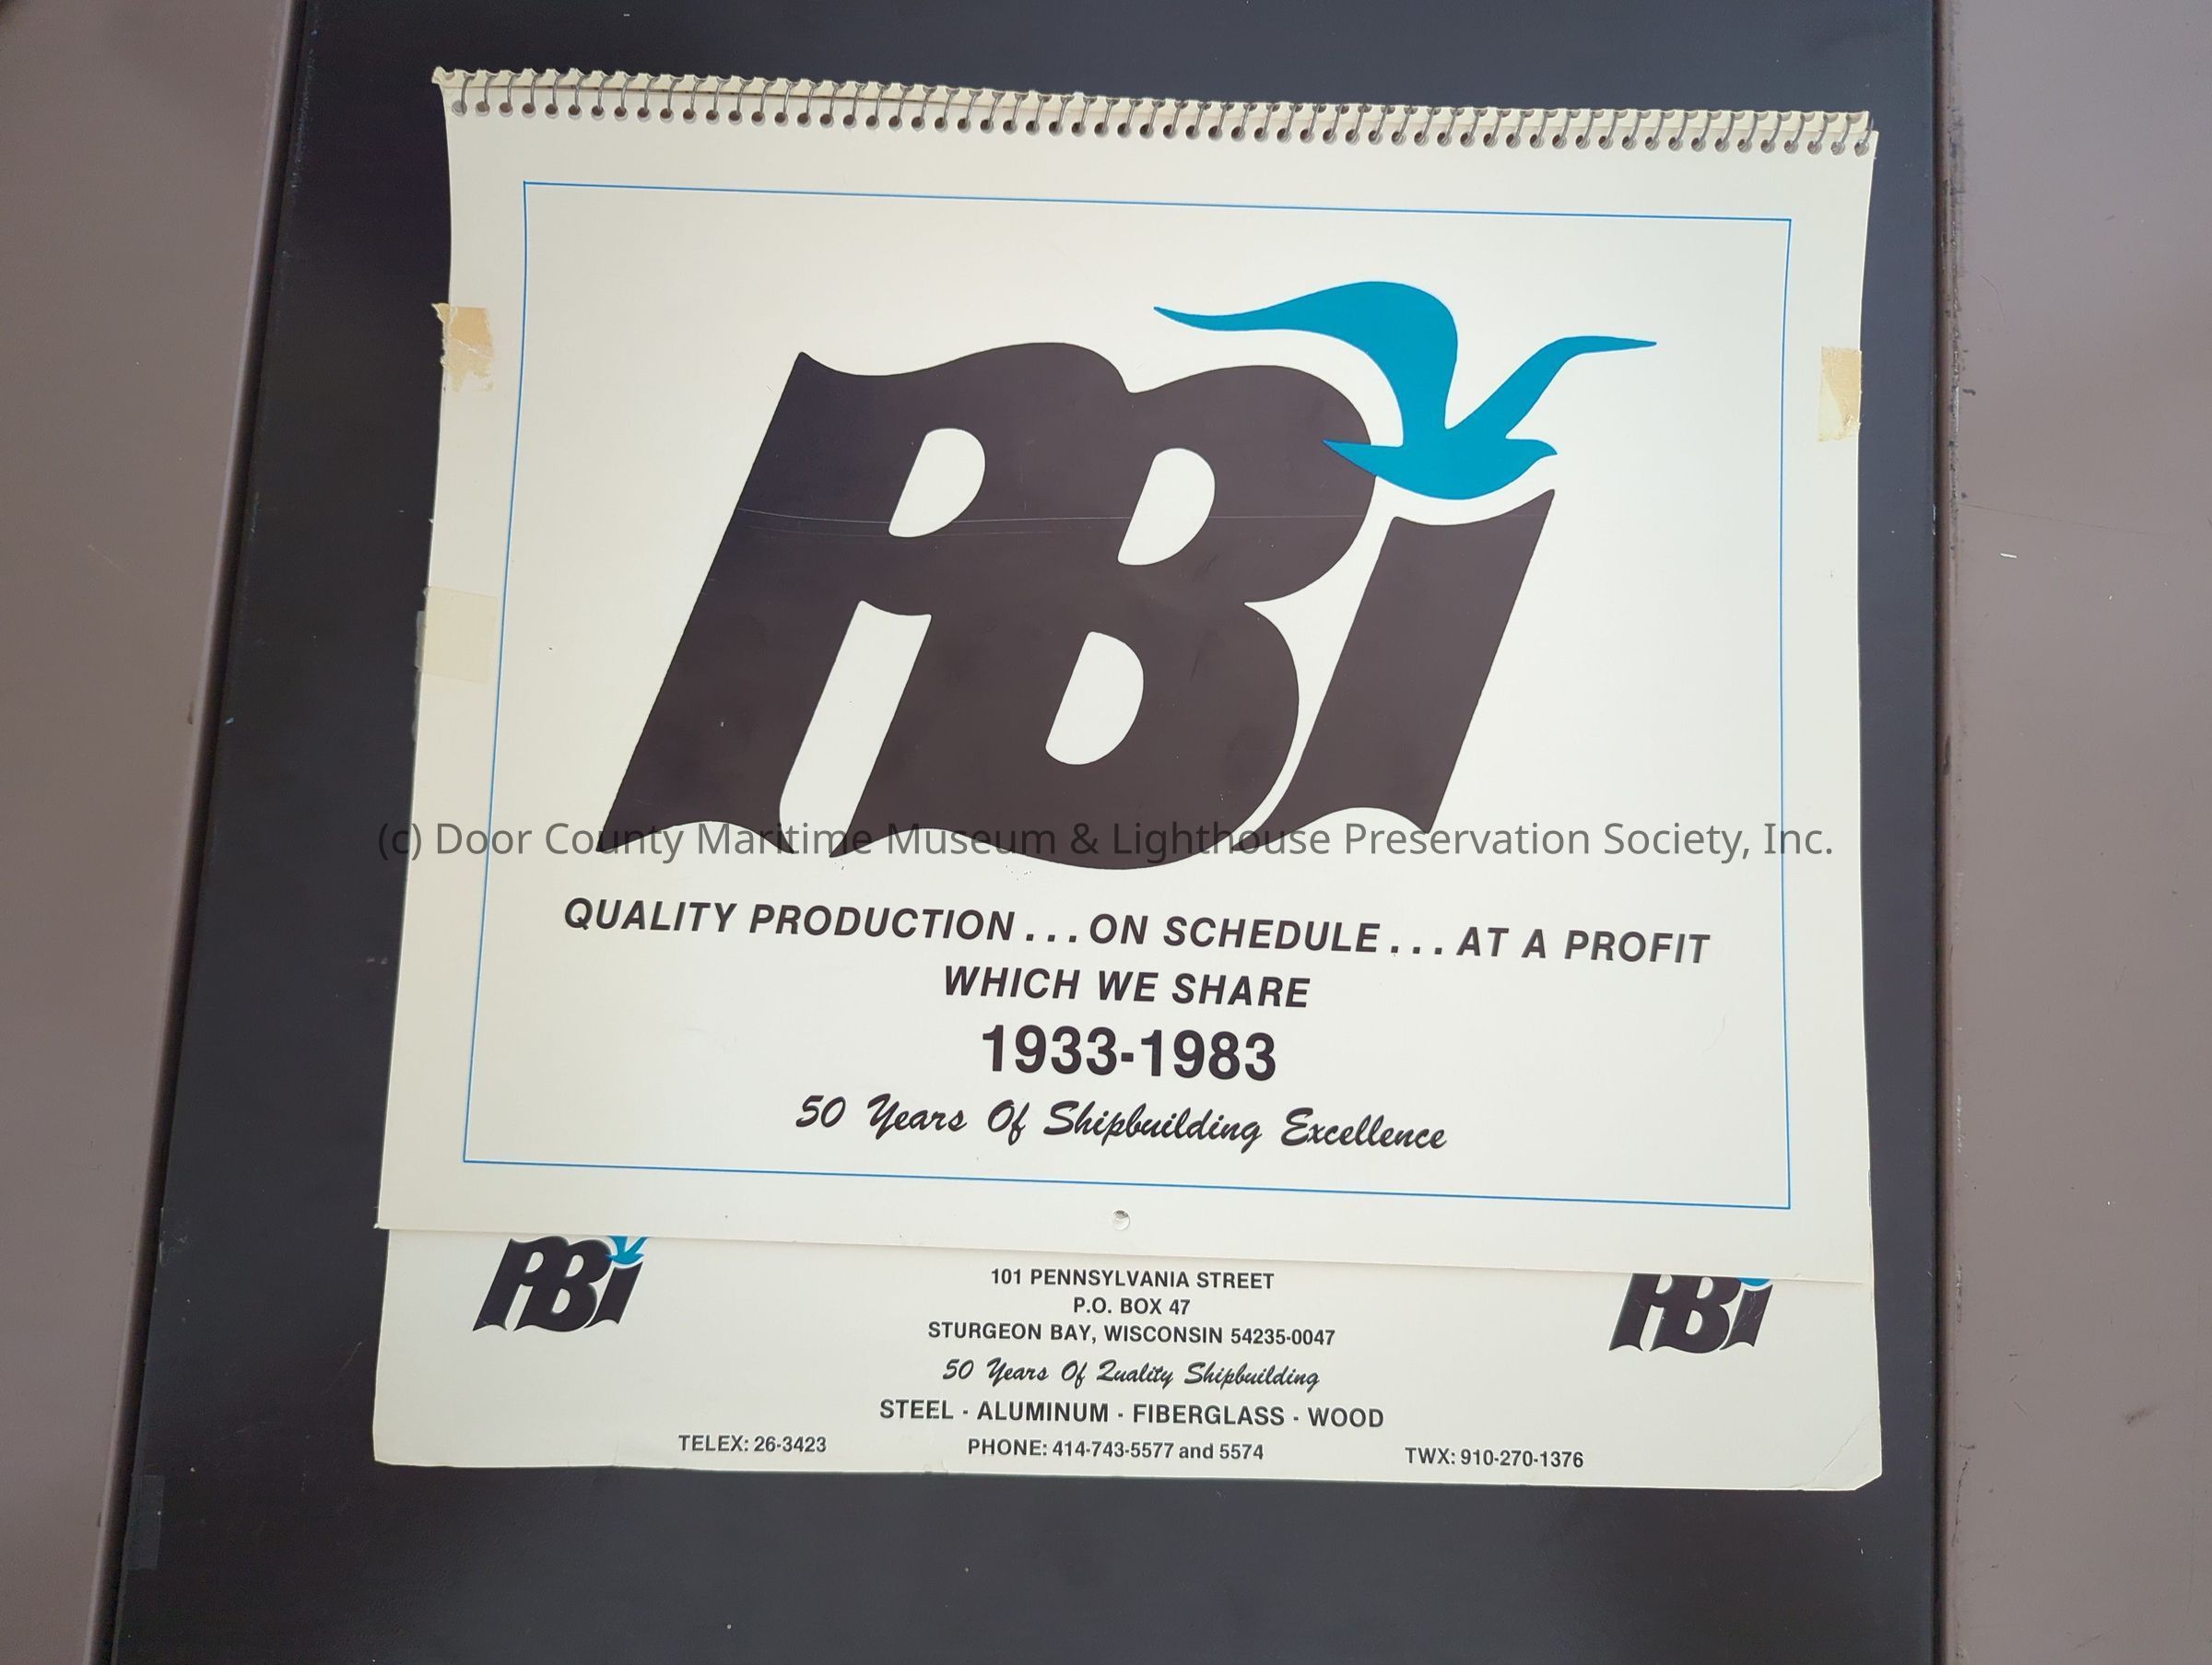 PBI
(c) Door County Maritime Museum & Lighthouse Preservation Society, Inc.
QUALITY PRODUCTION . . . ON SCHEDULE . . . AT A PROFIT
WHICH WE SHARE
1933-1983
50 Years Of Shipbuilding Excellence
PBI
PBI
101 PENNSYLVANIA STREET
P.O. BOX 47
STURGEON BAY, WISCONSIN 54235-0047
50 Years Of Quality Shipbuilding
STEEL - ALUMINUM - FIBERGLASS - WOOD
TELEX: 26-3423
PHONE: 414-743-5577 and 5574
TWX: 910-270-1376